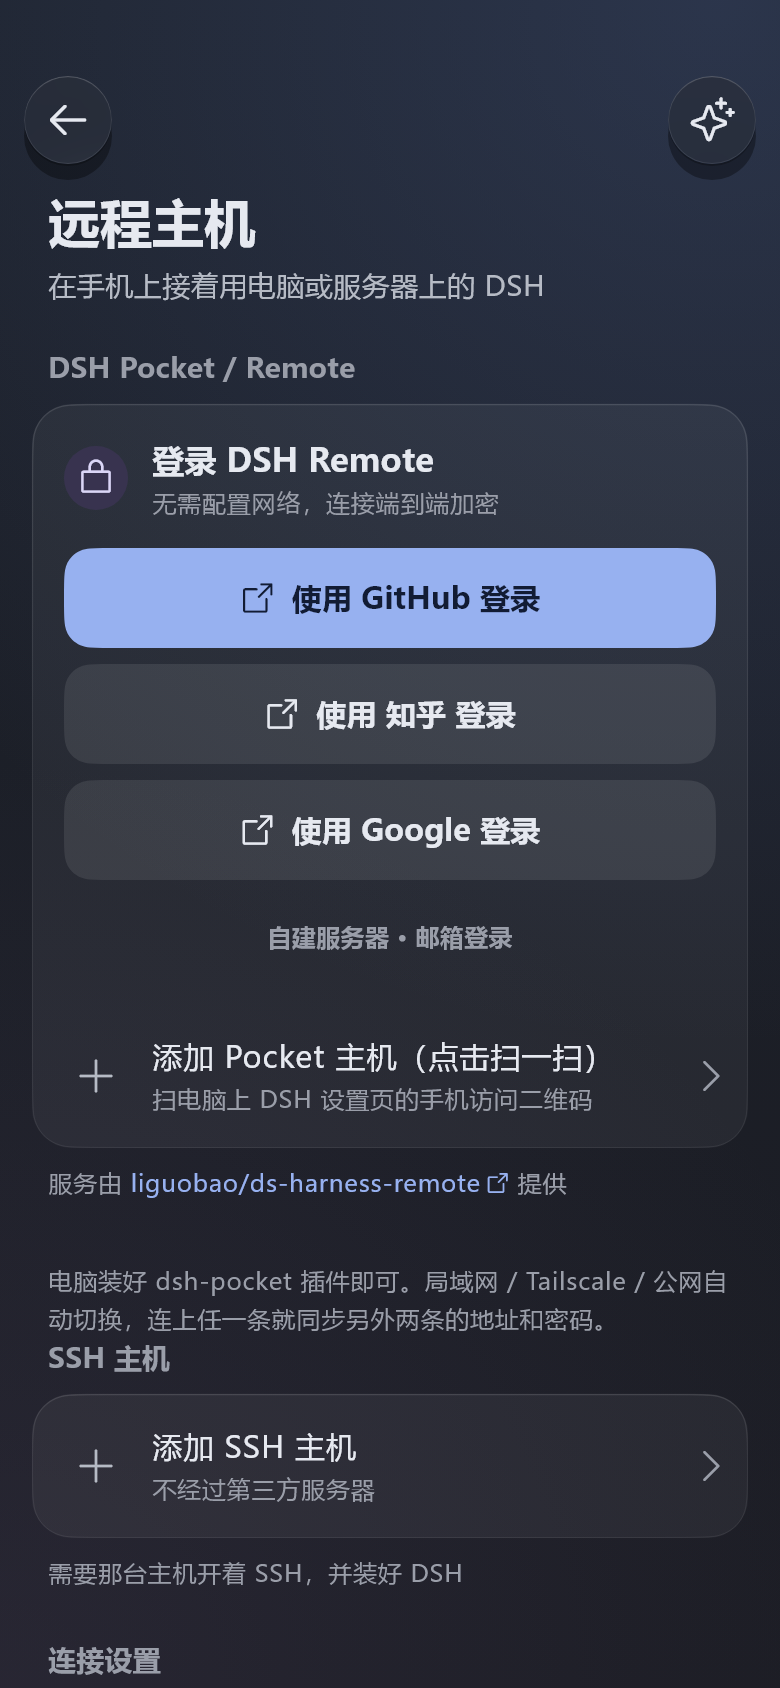 远程主机
在手机上接着用电脑或服务器上的 DSH
DSH Pocket / Remote
登录 DSH Remote
无需配置网络，连接端到端加密
使用 GitHub 登录
使用 知乎 登录
使用 Google 登录
自建服务器 · 邮箱登录
添加 Pocket 主机（点击扫一扫）
扫电脑上 DSH 设置页的手机访问二维码
服务由 liguobao/ds-harness-remote 提供
电脑装好 dsh-pocket 插件即可。局域网 / Tailscale / 公网自
动切换，连上任一条就同步另外两条的地址和密码。
SSH 主机
添加 SSH 主机
不经过第三方服务器
需要那台主机开着 SSH，并装好 DSH
连接设置